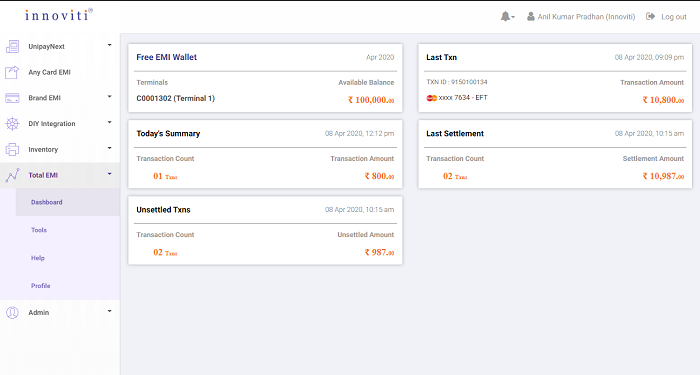 innoviti®
Anil Kumar Pradhan (Innoviti)
Log out
UnipayNext
Any Card EMI
Brand EMI
DIY Integration
Inventory
Total EMI
Dashboard
Tools
Help
Profile
Admin
Free EMI Wallet
Apr 2020
Terminals
Available Balance
C0001302 (Terminal 1)
₹ 100,000.00
Last Txn
08 Apr 2020, 09:09 pm
TXN ID : 9150100134
Transaction Amount
xxxx 7634 - EFT
₹ 10,800.00
Today's Summary
08 Apr 2020, 12:12 pm
Transaction Count
Transaction Amount
01 Txns
₹ 800.00
Last Settlement
08 Apr 2020, 10:15 am
Transaction Count
Settlement Amount
02 Txns
₹ 10,987.00
Unsettled Txns
08 Apr 2020, 10:15 am
Transaction Count
Unsettled Amount
02 Txns
₹ 987.00